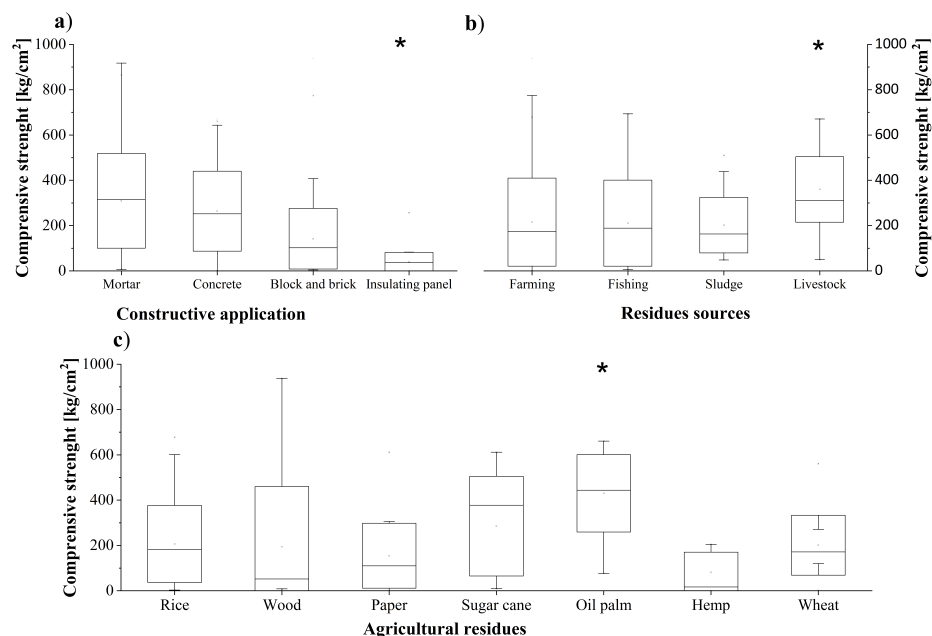 a)
*
Comprensive strenght [kg/cm²]
1000
800
600
400
200
0
Mortar Concrete Block and brick Insulating panel
Constructive application
b)
*
1000
800
600
400
200
0
Comprensive strenght [kg/cm²]
Farming Fishing Sludge Livestock
Residues sources
c)
*
Comprensive strenght [kg/cm²]
1000
800
600
400
200
0
Rice Wood Paper Sugar cane Oil palm Hemp Wheat
Agricultural residues